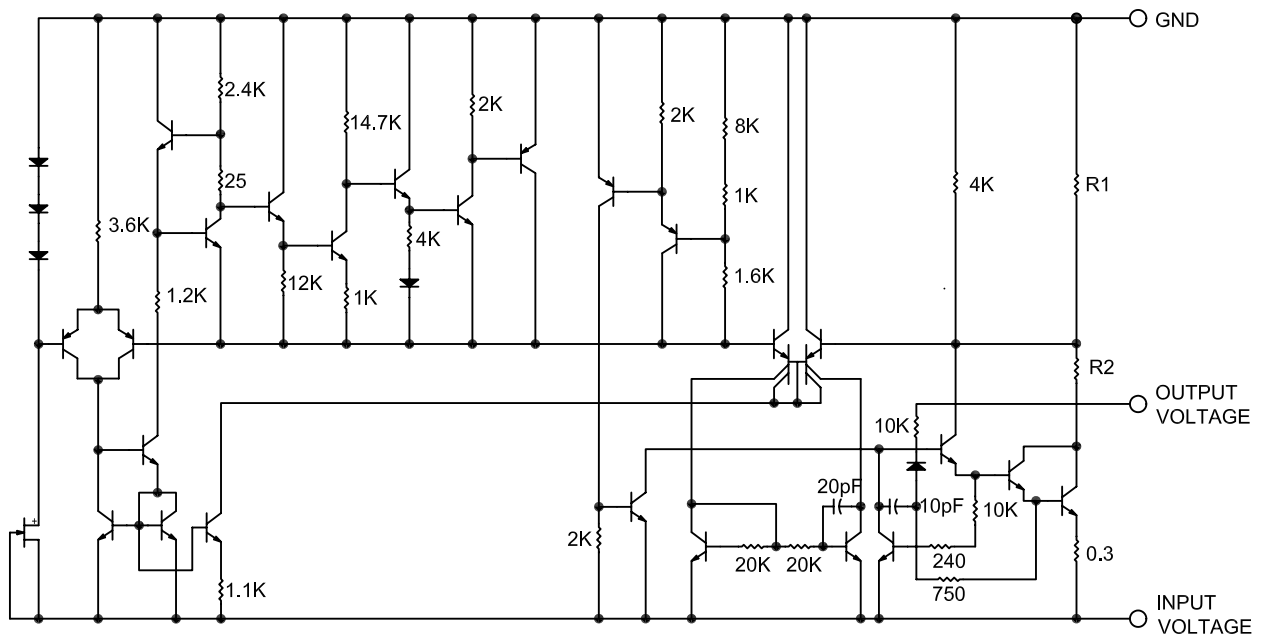 GND
2.4K
2K
14.7K
2K
8K
25
1K
4K
R1
3.6K
4K
12K
1.6K
1.2K
1K
R2
OUTPUT
VOLTAGE
10K
20pF
10pF
10K
2K
240
0.3
20K
20K
750
1.1K
INPUT
VOLTAGE